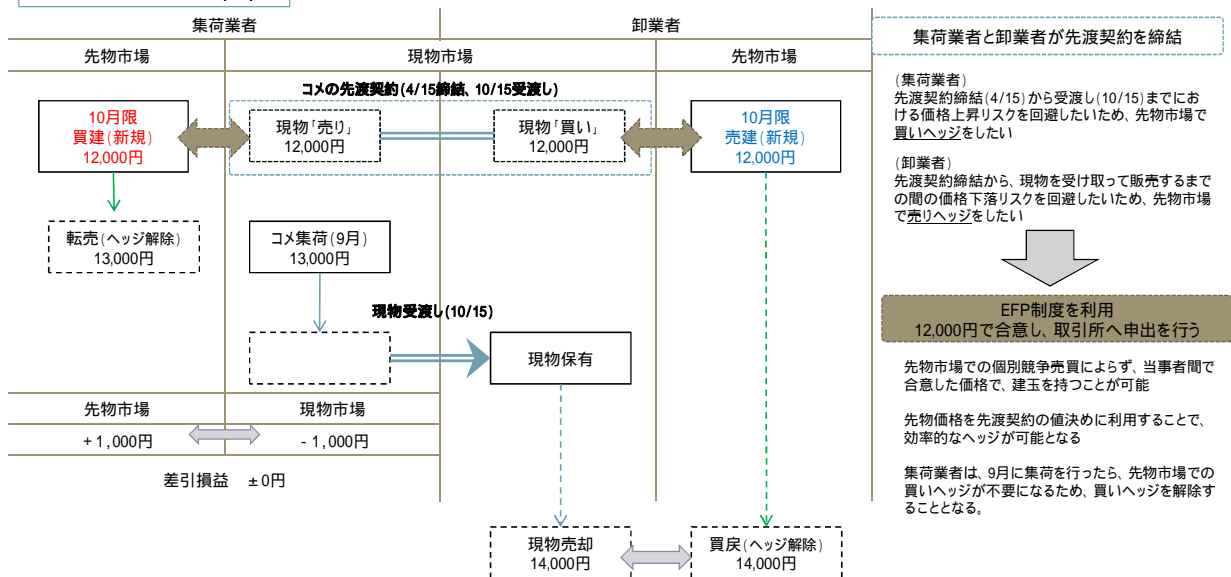 集荷業者
卸業者
先物市場
現物市場
先物市場
コメの先渡契約(4/15締結、10/15受渡し)
10月限
買建(新規)
12,000円
現物「売り」
12,000円
現物「買い」
12,000円
10月限
売建(新規)
12,000円
転売(ヘッジ解除)
13,000円
コメ集荷(9月)
13,000円
現物受渡し(10/15)
現物保有
先物市場
現物市場
+1,000円
- 1,000円
差引損益 ±0円
現物売却
14,000円
買戻(ヘッジ解除)
14,000円
集荷業者と卸業者が先渡契約を締結
(集荷業者)
先渡契約締結(4/15)から受渡し(10/15)までにお
ける価格上昇リスクを回避したいため、先物市場で
買いヘッジをしたい
(卸業者)
先渡契約締結から、現物を受け取って販売するまで
の間の価格下落リスクを回避したいため、先物市場
で売りヘッジをしたい
EFP制度を利用
12,000円で合意し、取引所へ申出を行う
先物市場での個別競争売買によらず、当事者間で
合意した価格で、建玉を持つことが可能
先物価格を先渡契約の値決めに利用することで、
効率的なヘッジが可能となる
集荷業者は、9月に集荷を行ったら、先物市場での
買いヘッジが不要になるため、買いヘッジを解除す
ることとなる。